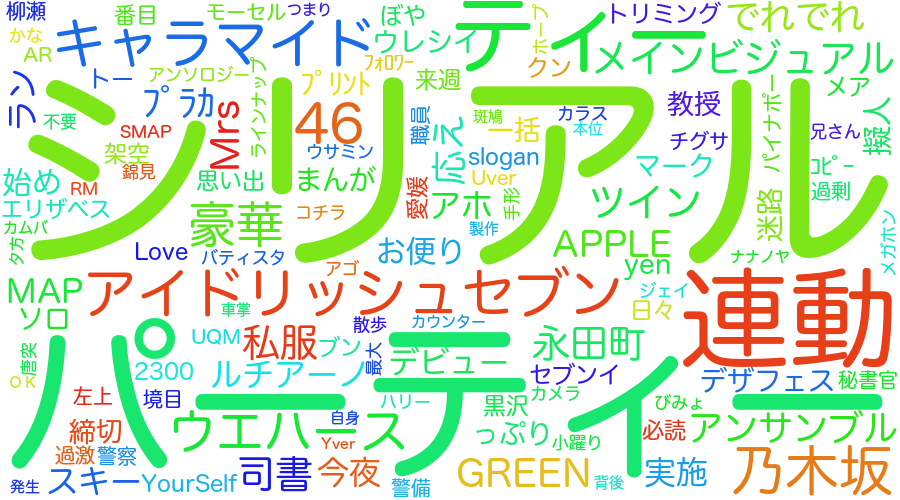 柳瀬 番目 モーセル つまり ぼや ティー トリミング でれでれ
かな キャラマイド ウレシイ ホープ メインビジュアル
AR トー アンソロジーブ ラインナップ フォロワー クン
ラン プラカ プリント 来週 教授 メア
不要 SMAP Mrs 46 職員 応え 斑鳩 一括 カラス 本位 チグサ パイナポー 兄さん 擬人
シリアル
架空 錦見 ウサミン slogan マーク コピー
始め RM 思い出 まんが 愛媛 Uver 手形 ツイン 迷路 過剰
エリザベス 豪華 コチラ アホ
カムバ 夕方 Love バティスタ お便り 製作 APPLE ナナノヤ メガホン
MAP アイドリッシュセブン アゴ yen ジェイ 連動
ソロ 車掌 散歩 カウンター 日々
パーティー
唐突 UQM 私服 ブン 最大 デビュー 永田町
OK 2300 ルチアーノ セブンイ デザフェス 秘書官
左上 境目 自身 ハリー 黒沢 カメラ びみょ
締切 ウエハース っぷり 小躍り 必読 アンサンブル
過激 警察 Yver
スキー YourSelf 司書 今夜 GREEN 実施 乃木坂
発生 警備 背後